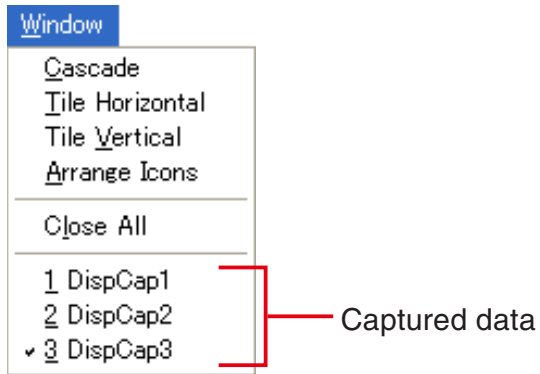 Window
Cascade
Tile Horizontal
Tile Vertical
Arrange Icons
Close All
1 DispCap1
2 DispCap2
✓ 3 DispCap3
Captured data